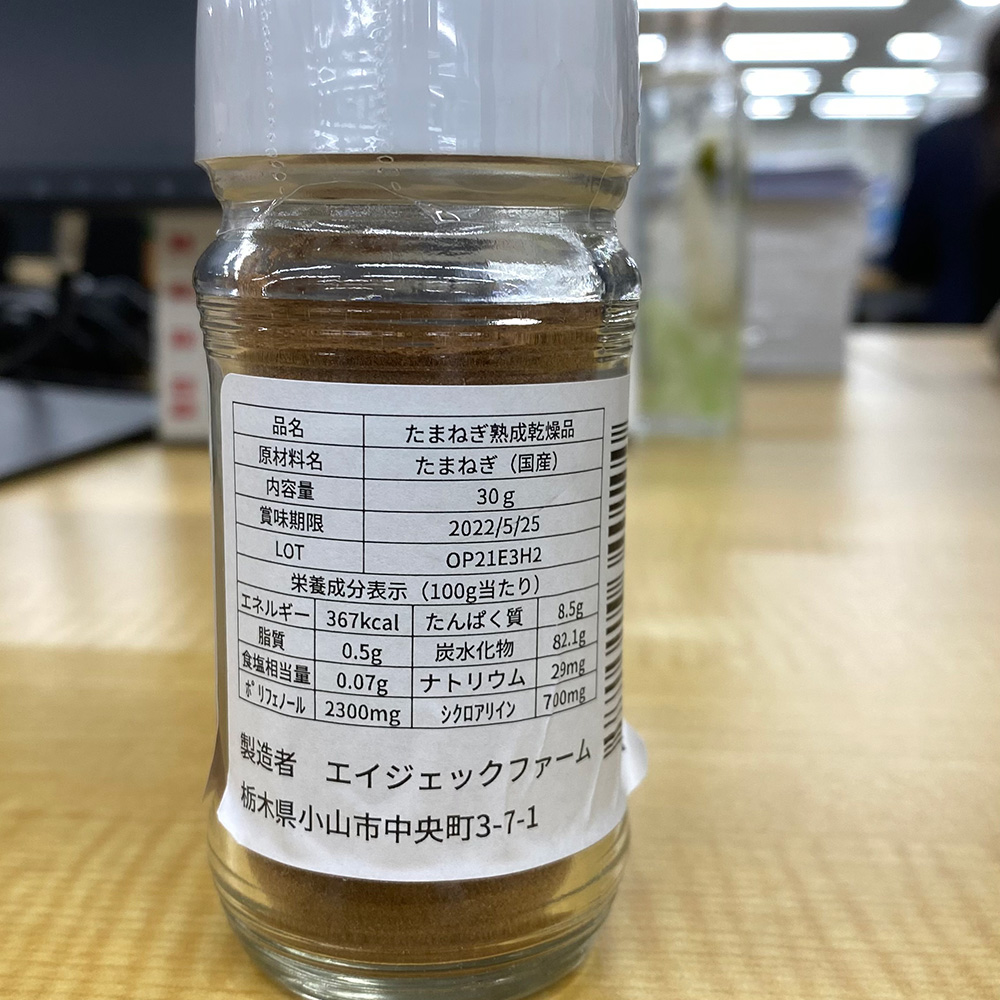 品名 たまねぎ熟成乾燥品
原材料名 たまねぎ（国産）
内容量 30g
賞味期限 2022/5/25
LOT OP21E3H2
栄養成分表示（100g当たり）
エネルギー 367kcal たんぱく質 8.5g
脂質 0.5g 炭水化物 82.1g
食塩相当量 0.07g ナトリウム 29mg
ポリフェノール 2300mg シクロアリイン 700mg
製造者 エイジェックファーム
栃木県小山市中央町3-7-1